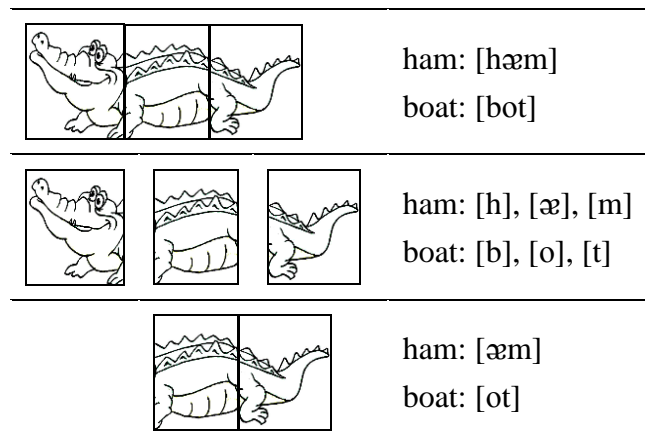 ham: [hæm]
boat: [bot]
ham: [h], [æ], [m]
boat: [b], [o], [t]
ham: [æm]
boat: [ot]